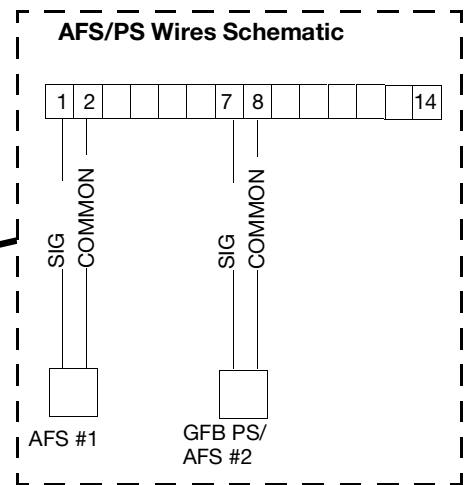 AFS/PS Wires Schematic
1 2 7 8 14
SIG
COMMON
SIG
COMMON
AFS #1
GFB PS/
AFS #2